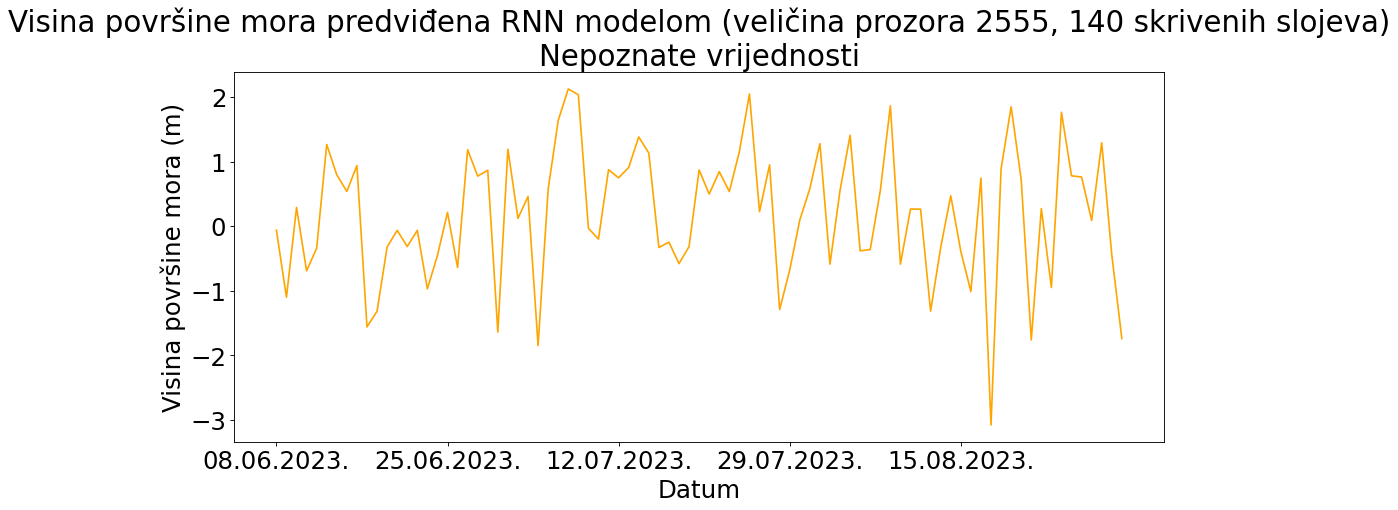 Visina površine mora predviđena RNN modelom (veličina prozora 2555, 140 skrivenih slojeva)
Nepoznate vrijednosti
Visina površine mora (m)
2
1
0
−1
−2
−3
08.06.2023. 25.06.2023. 12.07.2023. 29.07.2023. 15.08.2023.
Datum